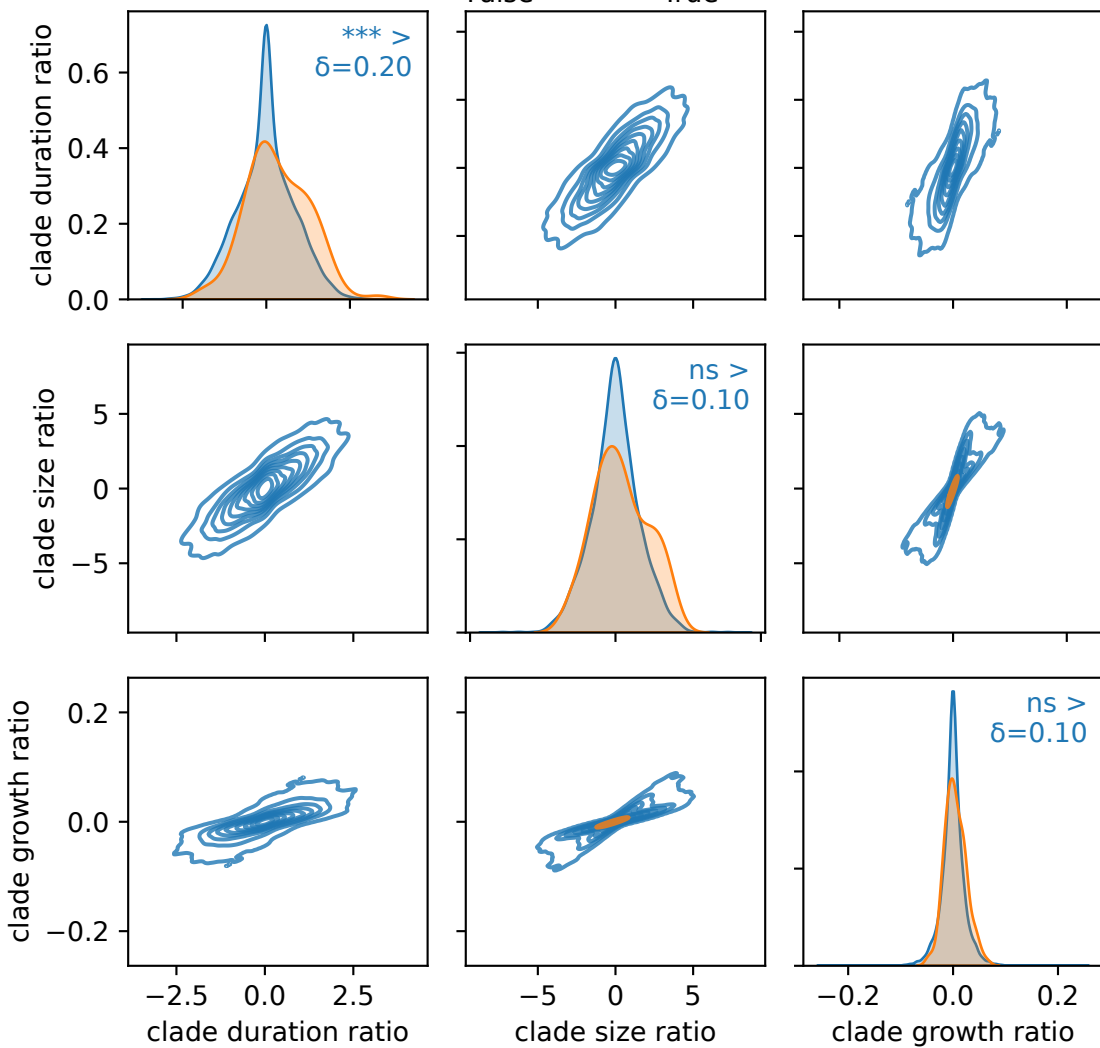 True
clade duration ratio
0.6
0.4
0.2
0.0
*** >
δ=0.20
clade size ratio
5
0
−5
ns >
δ=0.10
clade growth ratio
0.2
0.0
−0.2
ns >
δ=0.10
−2.5 0.0 2.5
−5 0 5
−0.2 0.0 0.2
clade duration ratio
clade size ratio
clade growth ratio